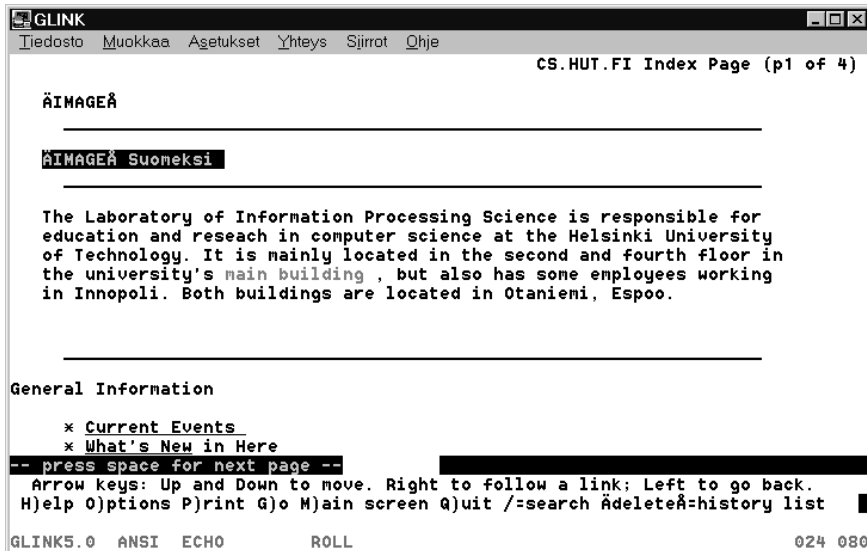 GLINK
Tiedosto Muokkaa Asetukset Yhteys Siirrot Ohje
CS.HUT.FI Index Page (p1 of 4)
ÄIMAGEÅ
ÄIMAGEÅ Suomeksi
The Laboratory of Information Processing Science is responsible for
education and reseach in computer science at the Helsinki University
of Technology. It is mainly located in the second and fourth floor in
the university's main building , but also has some employees working
in Innopoli. Both buildings are located in Otaniemi, Espoo.
General Information
* Current Events
* What's New in Here
-- press space for next page --
Arrow keys: Up and Down to move. Right to follow a link; Left to go back.
H)elp O)ptions P)rint G)o M)ain screen Q)uit /=search ÄdeleteÅ=history list
GLINK5.0 ANSI ECHO ROLL 024 080